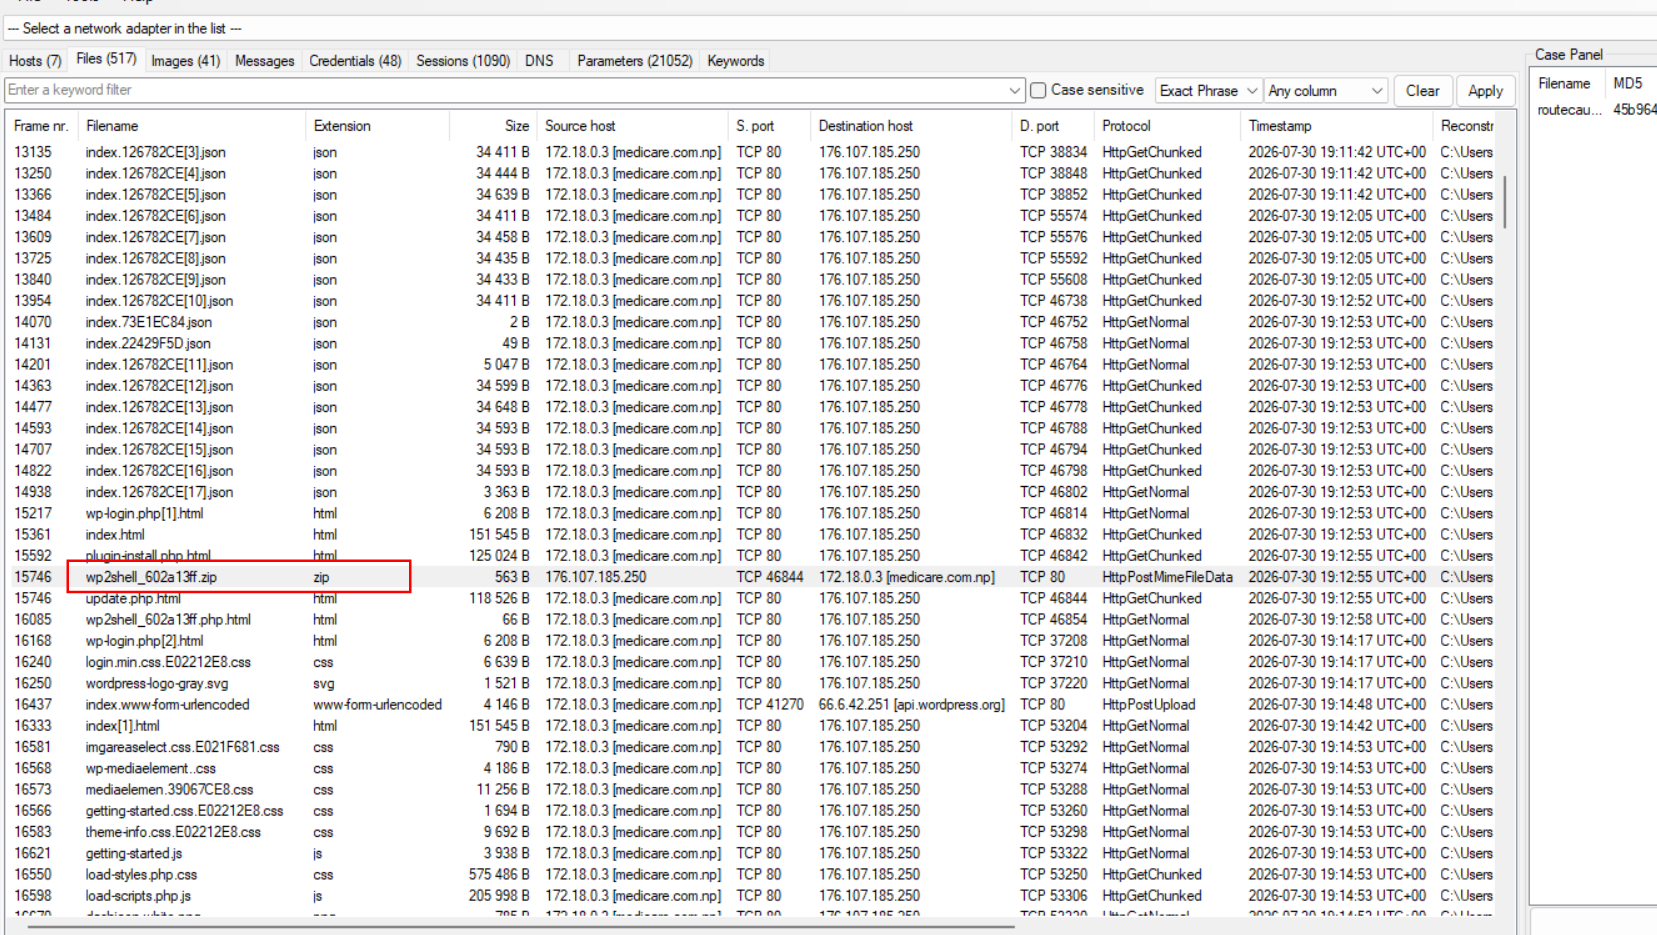 --- Select a network adapter in the list ---
Hosts (7) Files (517) Images (41) Messages Credentials (48) Sessions (1090) DNS Parameters (21052) Keywords
Case Panel
Enter a keyword filter Case sensitive Exact Phrase Any column Clear Apply
Filename MD5
routecau... 45b964
Frame nr. Filename Extension Size Source host S. port Destination host D. port Protocol Timestamp Reconstr
13135 index.126782CE[3].json json 34 411 B 172.18.0.3 [medicare.com.np] TCP 80 176.107.185.250 TCP 38834 HttpGetChunked 2026-07-30 19:11:42 UTC+00 C:\Users
13250 index.126782CE[4].json json 34 444 B 172.18.0.3 [medicare.com.np] TCP 80 176.107.185.250 TCP 38848 HttpGetChunked 2026-07-30 19:11:42 UTC+00 C:\Users
13366 index.126782CE[5].json json 34 639 B 172.18.0.3 [medicare.com.np] TCP 80 176.107.185.250 TCP 38852 HttpGetChunked 2026-07-30 19:11:42 UTC+00 C:\Users
13484 index.126782CE[6].json json 34 411 B 172.18.0.3 [medicare.com.np] TCP 80 176.107.185.250 TCP 55574 HttpGetChunked 2026-07-30 19:12:05 UTC+00 C:\Users
13609 index.126782CE[7].json json 34 458 B 172.18.0.3 [medicare.com.np] TCP 80 176.107.185.250 TCP 55576 HttpGetChunked 2026-07-30 19:12:05 UTC+00 C:\Users
13725 index.126782CE[8].json json 34 435 B 172.18.0.3 [medicare.com.np] TCP 80 176.107.185.250 TCP 55592 HttpGetChunked 2026-07-30 19:12:05 UTC+00 C:\Users
13840 index.126782CE[9].json json 34 433 B 172.18.0.3 [medicare.com.np] TCP 80 176.107.185.250 TCP 55608 HttpGetChunked 2026-07-30 19:12:05 UTC+00 C:\Users
13954 index.126782CE[10].json json 34 411 B 172.18.0.3 [medicare.com.np] TCP 80 176.107.185.250 TCP 46738 HttpGetChunked 2026-07-30 19:12:52 UTC+00 C:\Users
14070 index.73E1EC84.json json 2 B 172.18.0.3 [medicare.com.np] TCP 80 176.107.185.250 TCP 46752 HttpGetNormal 2026-07-30 19:12:53 UTC+00 C:\Users
14131 index.22429F5D.json json 49 B 172.18.0.3 [medicare.com.np] TCP 80 176.107.185.250 TCP 46758 HttpGetNormal 2026-07-30 19:12:53 UTC+00 C:\Users
14201 index.126782CE[11].json json 5 047 B 172.18.0.3 [medicare.com.np] TCP 80 176.107.185.250 TCP 46764 HttpGetNormal 2026-07-30 19:12:53 UTC+00 C:\Users
14363 index.126782CE[12].json json 34 599 B 172.18.0.3 [medicare.com.np] TCP 80 176.107.185.250 TCP 46776 HttpGetChunked 2026-07-30 19:12:53 UTC+00 C:\Users
14477 index.126782CE[13].json json 34 648 B 172.18.0.3 [medicare.com.np] TCP 80 176.107.185.250 TCP 46778 HttpGetChunked 2026-07-30 19:12:53 UTC+00 C:\Users
14593 index.126782CE[14].json json 34 593 B 172.18.0.3 [medicare.com.np] TCP 80 176.107.185.250 TCP 46788 HttpGetChunked 2026-07-30 19:12:53 UTC+00 C:\Users
14707 index.126782CE[15].json json 34 593 B 172.18.0.3 [medicare.com.np] TCP 80 176.107.185.250 TCP 46794 HttpGetChunked 2026-07-30 19:12:53 UTC+00 C:\Users
14822 index.126782CE[16].json json 34 593 B 172.18.0.3 [medicare.com.np] TCP 80 176.107.185.250 TCP 46798 HttpGetChunked 2026-07-30 19:12:53 UTC+00 C:\Users
14938 index.126782CE[17].json json 3 363 B 172.18.0.3 [medicare.com.np] TCP 80 176.107.185.250 TCP 46802 HttpGetNormal 2026-07-30 19:12:53 UTC+00 C:\Users
15217 wp-login.php[1].html html 6 208 B 172.18.0.3 [medicare.com.np] TCP 80 176.107.185.250 TCP 46814 HttpGetNormal 2026-07-30 19:12:53 UTC+00 C:\Users
15361 index.html html 151 545 B 172.18.0.3 [medicare.com.np] TCP 80 176.107.185.250 TCP 46832 HttpGetChunked 2026-07-30 19:12:53 UTC+00 C:\Users
15592 plugin-install.php.html html 125 024 B 172.18.0.3 [medicare.com.np] TCP 80 176.107.185.250 TCP 46842 HttpGetChunked 2026-07-30 19:12:55 UTC+00 C:\Users
15746 wp2shell_602a13ff.zip zip 563 B 176.107.185.250 TCP 46844 172.18.0.3 [medicare.com.np] TCP 80 HttpPostMimeFileData 2026-07-30 19:12:55 UTC+00 C:\Users
15746 update.php.html html 118 526 B 172.18.0.3 [medicare.com.np] TCP 80 176.107.185.250 TCP 46844 HttpGetChunked 2026-07-30 19:12:55 UTC+00 C:\Users
16085 wp2shell_602a13ff.php.html html 66 B 172.18.0.3 [medicare.com.np] TCP 80 176.107.185.250 TCP 46854 HttpGetNormal 2026-07-30 19:12:58 UTC+00 C:\Users
16168 wp-login.php[2].html html 6 208 B 172.18.0.3 [medicare.com.np] TCP 80 176.107.185.250 TCP 37208 HttpGetNormal 2026-07-30 19:14:17 UTC+00 C:\Users
16240 login.min.css.E02212E8.css css 6 639 B 172.18.0.3 [medicare.com.np] TCP 80 176.107.185.250 TCP 37210 HttpGetNormal 2026-07-30 19:14:17 UTC+00 C:\Users
16250 wordpress-logo-gray.svg svg 1 521 B 172.18.0.3 [medicare.com.np] TCP 80 176.107.185.250 TCP 37220 HttpGetNormal 2026-07-30 19:14:17 UTC+00 C:\Users
16437 index.www-form-urlencoded www-form-urlencoded 4 146 B 172.18.0.3 [medicare.com.np] TCP 41270 66.6.42.251 [api.wordpress.org] TCP 80 HttpPostUpload 2026-07-30 19:14:48 UTC+00 C:\Users
16333 index[1].html html 151 545 B 172.18.0.3 [medicare.com.np] TCP 80 176.107.185.250 TCP 53204 HttpGetNormal 2026-07-30 19:14:42 UTC+00 C:\Users
16581 imgareaselect.css.E021F681.css css 790 B 172.18.0.3 [medicare.com.np] TCP 80 176.107.185.250 TCP 53292 HttpGetNormal 2026-07-30 19:14:53 UTC+00 C:\Users
16568 wp-mediaelement..css css 4 186 B 172.18.0.3 [medicare.com.np] TCP 80 176.107.185.250 TCP 53274 HttpGetNormal 2026-07-30 19:14:53 UTC+00 C:\Users
16573 mediaelemen.39067CE8.css css 11 256 B 172.18.0.3 [medicare.com.np] TCP 80 176.107.185.250 TCP 53288 HttpGetNormal 2026-07-30 19:14:53 UTC+00 C:\Users
16566 getting-started.css.E02212E8.css css 1 694 B 172.18.0.3 [medicare.com.np] TCP 80 176.107.185.250 TCP 53260 HttpGetNormal 2026-07-30 19:14:53 UTC+00 C:\Users
16583 theme-info.css.E02212E8.css css 9 692 B 172.18.0.3 [medicare.com.np] TCP 80 176.107.185.250 TCP 53298 HttpGetNormal 2026-07-30 19:14:53 UTC+00 C:\Users
16621 getting-started.js js 3 938 B 172.18.0.3 [medicare.com.np] TCP 80 176.107.185.250 TCP 53322 HttpGetNormal 2026-07-30 19:14:53 UTC+00 C:\Users
16550 load-styles.php.css css 575 486 B 172.18.0.3 [medicare.com.np] TCP 80 176.107.185.250 TCP 53250 HttpGetChunked 2026-07-30 19:14:53 UTC+00 C:\Users
16598 load-scripts.php.js js 205 998 B 172.18.0.3 [medicare.com.np] TCP 80 176.107.185.250 TCP 53306 HttpGetChunked 2026-07-30 19:14:53 UTC+00 C:\Users